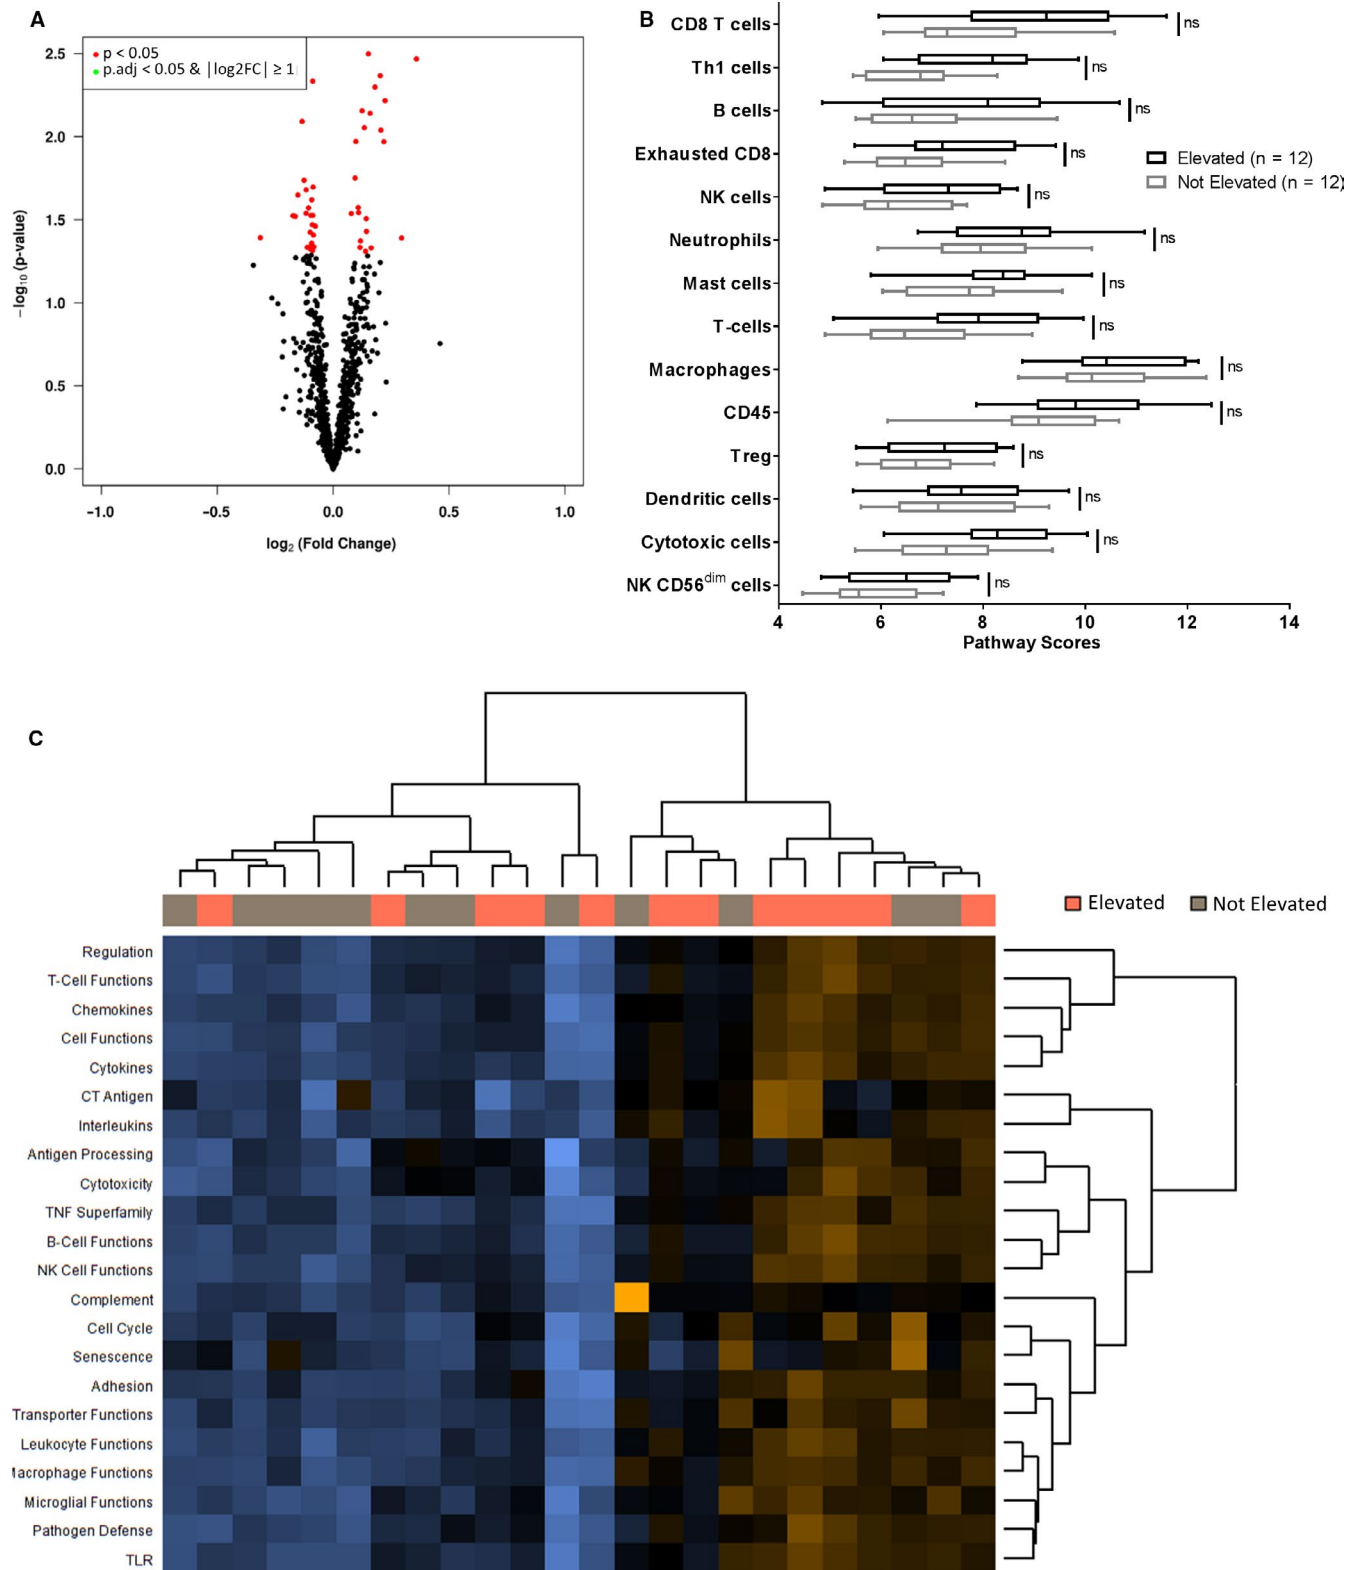 A
p < 0.05
p.adj < 0.05 & |log2FC| ≥ 1
2.5
2.0
1.5
1.0
0.5
0.0
−log10 (p-value)
−1.0 −0.5 0.0 0.5 1.0
log2 (Fold Change)
B
CD8 T cells ns
Th1 cells ns
B cells ns
Exhausted CD8 ns
NK cells ns
Neutrophils ns
Mast cells ns
T-cells ns
Macrophages ns
CD45 ns
Treg ns
Dendritic cells ns
Cytotoxic cells ns
NK CD56dim cells ns
Elevated (n = 12)
Not Elevated (n = 12)
4 6 8 10 12 14
Pathway Scores
C
Elevated Not Elevated
Regulation
T-Cell Functions
Chemokines
Cell Functions
Cytokines
CT Antigen
Interleukins
Antigen Processing
Cytotoxicity
TNF Superfamily
B-Cell Functions
NK Cell Functions
Complement
Cell Cycle
Senescence
Adhesion
Transporter Functions
Leukocyte Functions
Macrophage Functions
Microglial Functions
Pathogen Defense
TLR